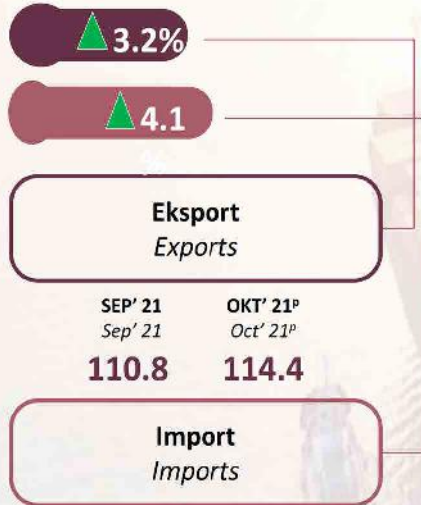 3.2%
4.1
%
Eksport
Exports
SEP' 21 OKT' 21ᵖ
Sep' 21 Oct' 21ᵖ
110.8 114.4
Import
Imports